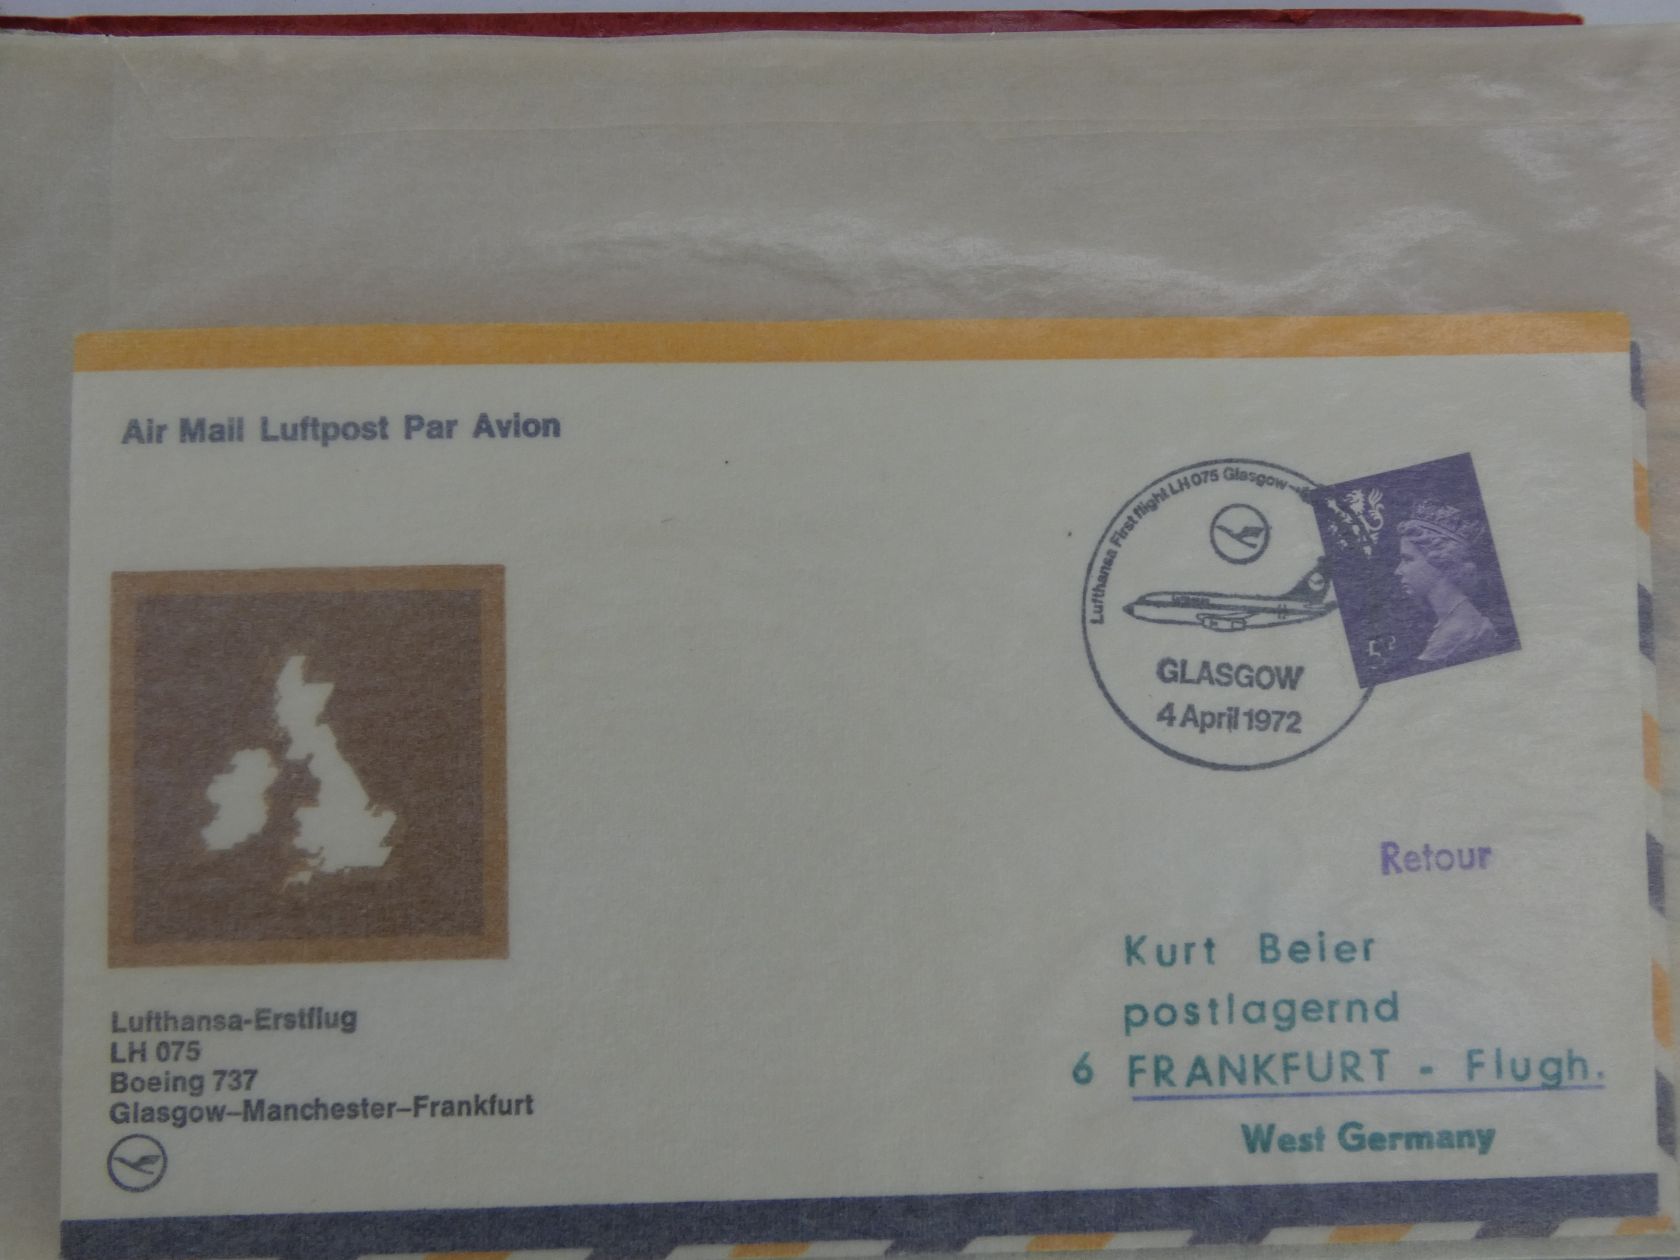 Air Mail Luftpost Par Avion
Lufthansa First flight LH 075 Glasgow
GLASGOW
4 April 1972
Retour
Kurt Beier
postlagernd
6 FRANKFURT - Flugh.
West Germany
Lufthansa-Erstflug
LH 075
Boeing 737
Glasgow–Manchester–Frankfurt